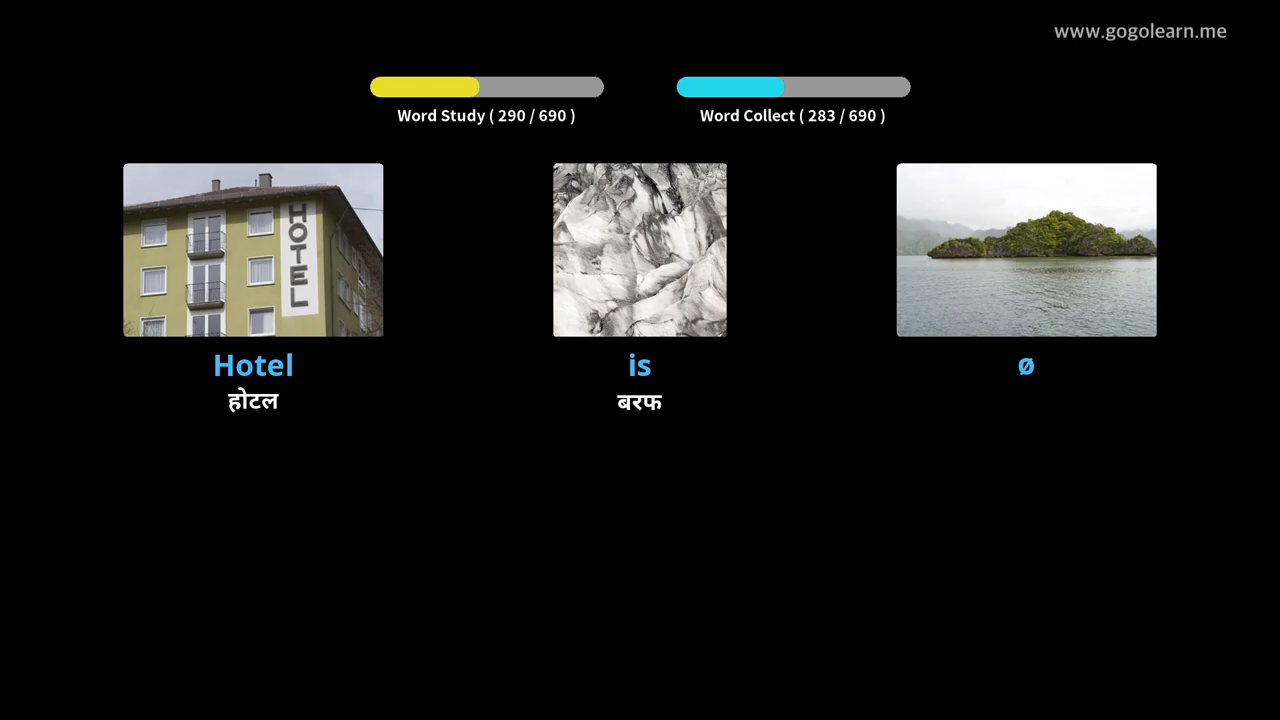 www.gogolearn.me
Word Study ( 290 / 690 )
Word Collect ( 283 / 690 )
HOTEL
Hotel
is
ø
होटल
बरफ